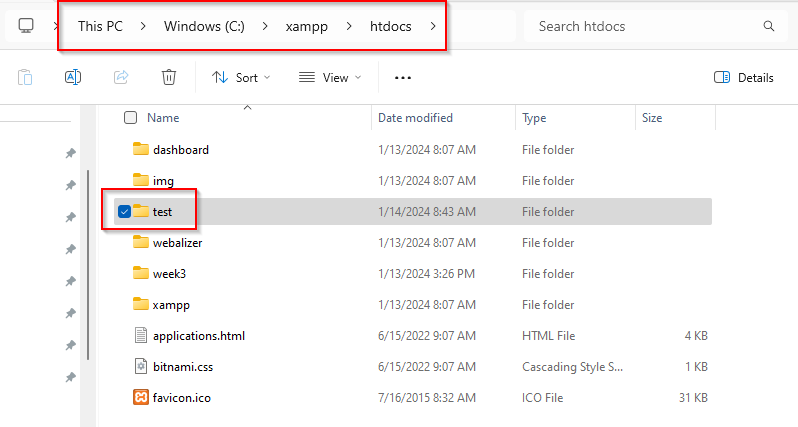 This PC > Windows (C:) > xampp > htdocs >
Search htdocs
Sort View ••• Details
Name Date modified Type Size
dashboard 1/13/2024 8:07 AM File folder
img 1/13/2024 8:07 AM File folder
test 1/14/2024 8:43 AM File folder
webalizer 1/13/2024 8:07 AM File folder
week3 1/13/2024 3:26 PM File folder
xampp 1/13/2024 8:07 AM File folder
applications.html 6/15/2022 9:07 AM HTML File 4 KB
bitnami.css 6/15/2022 9:07 AM Cascading Style S... 1 KB
favicon.ico 7/16/2015 8:32 AM ICO File 31 KB